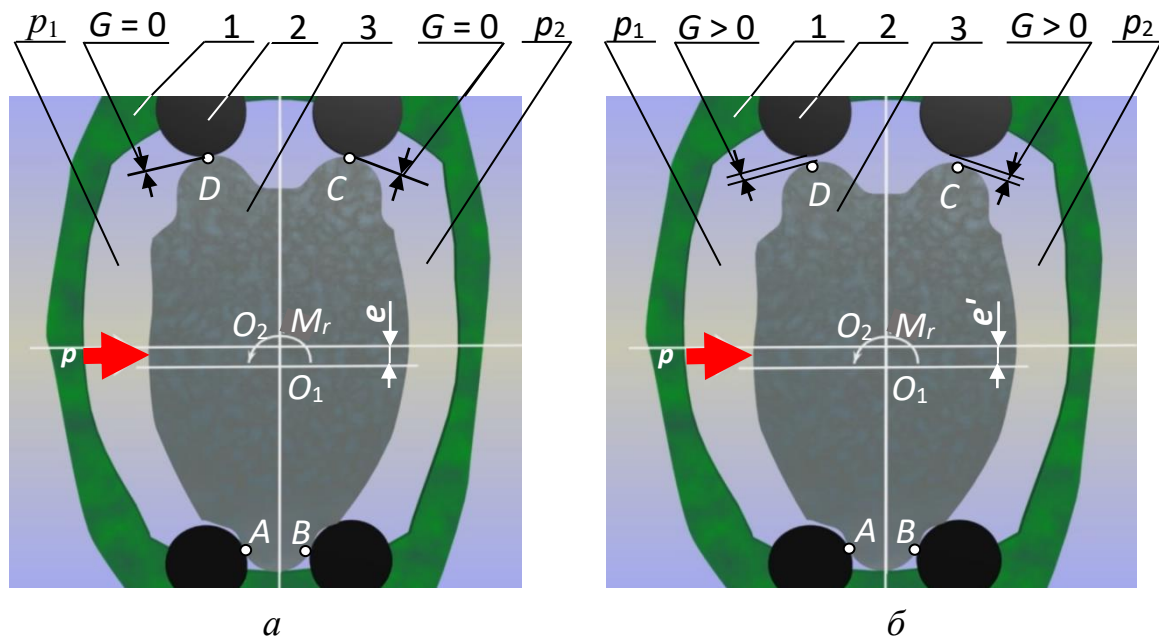 p₁ G = 0 1 2 3 G = 0 p₂
D C
e
O₂ Mᵣ
p
O₁
A B
а
p₁ G > 0 1 2 3 G > 0 p₂
D C
e'
O₂ Mᵣ
p
O₁
A B
б